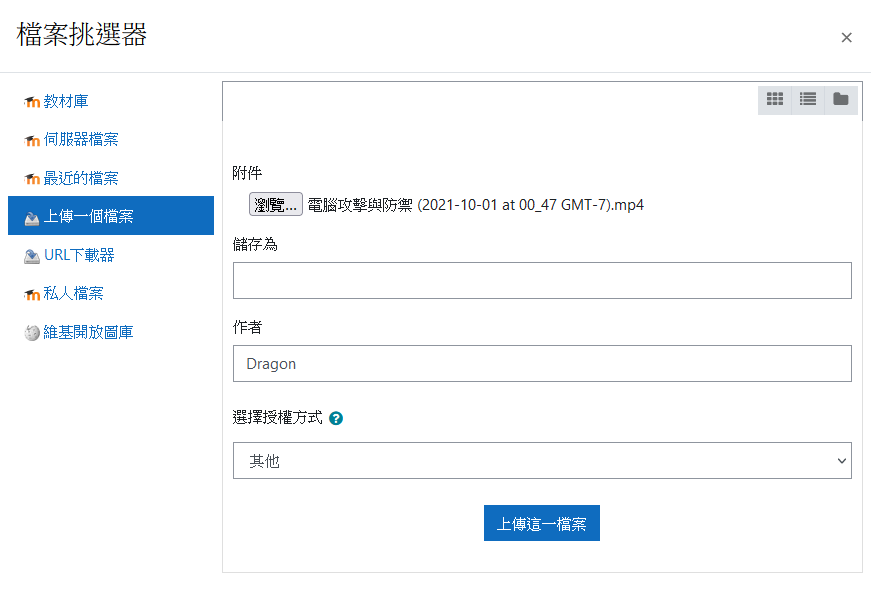 檔案挑選器
×
教材庫
伺服器檔案
最近的檔案
上傳一個檔案
URL下載器
私人檔案
維基開放圖庫
附件
瀏覽... 電腦攻擊與防禦 (2021-10-01 at 00_47 GMT-7).mp4
儲存為
作者
Dragon
選擇授權方式 ?
其他
上傳這一檔案